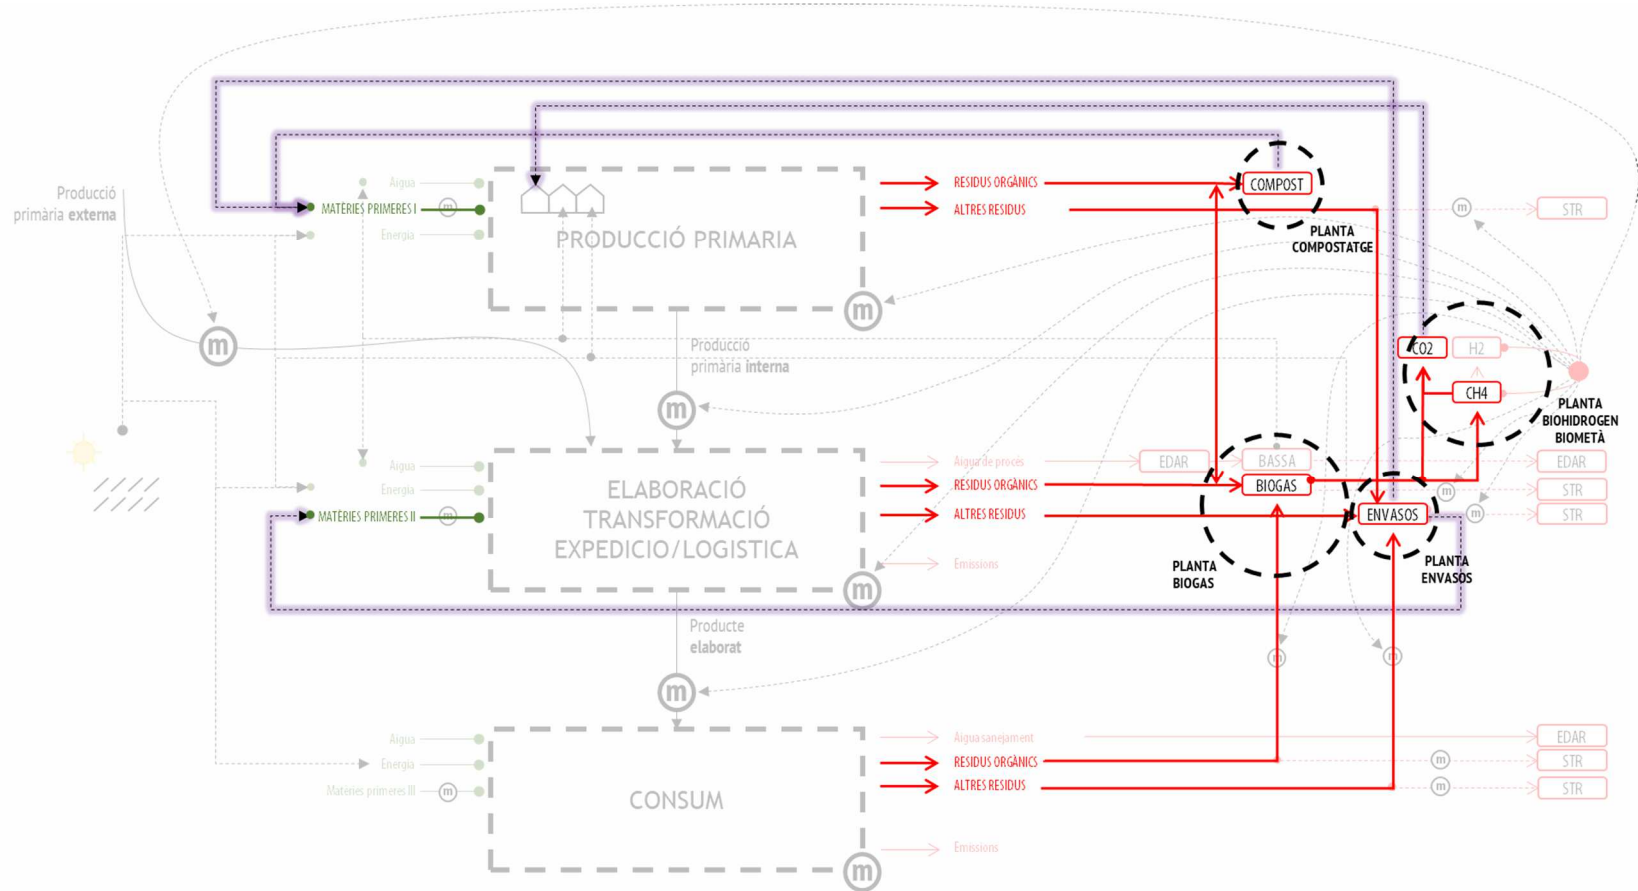 Producció
primària externa
Aigua
MATÈRIES PRIMERES I
m
Energia
PRODUCCIÓ PRIMARIA
m
RESIDUS ORGÀNICS
ALTRES RESIDUS
COMPOST
PLANTA
COMPOSTATGE
m
STR
m
Producció
primària interna
m
CO2
H2
CH4
PLANTA
BIOHIDROGEN
BIOMETÀ
Aigua
Energia
MATÈRIES PRIMERES II
m
ELABORACIÓ
TRANSFORMACIÓ
EXPEDICIO/LOGISTICA
m
Aigua de procés
RESIDUS ORGÀNICS
ALTRES RESIDUS
Emissions
EDAR
BASSA
BIOGAS
PLANTA
BIOGAS
ENVASOS
PLANTA
ENVASOS
EDAR
m
STR
m
STR
Producte
elaborat
m
m
m
Aigua
Energia
Matèries primeres III
m
CONSUM
m
Aigua sanejament
RESIDUS ORGÀNICS
ALTRES RESIDUS
Emissions
EDAR
m
STR
m
STR